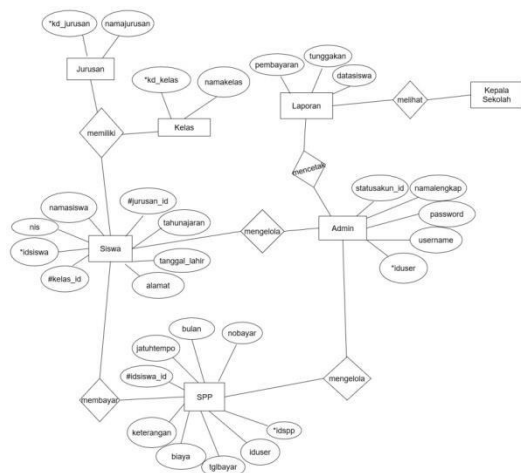 *kd_jurusan
namajurusan
Jurusan
*kd_kelas
namakelas
Kelas
memiliki
pembayaran
tunggakan
datasiswa
Laporan
melihat
Kepala
Sekolah
mencetak
namasiswa
nis
*idsiswa
#kelas_id
Siswa
#jurusan_id
tahunajaran
tanggal_lahir
alamat
mengelola
statusakun_id
namalengkap
Admin
password
username
*iduser
bulan
nobayar
jatuhtempo
#idsiswa_id
membayar
SPP
mengelola
keterangan
biaya
tglbayar
iduser
*idspp